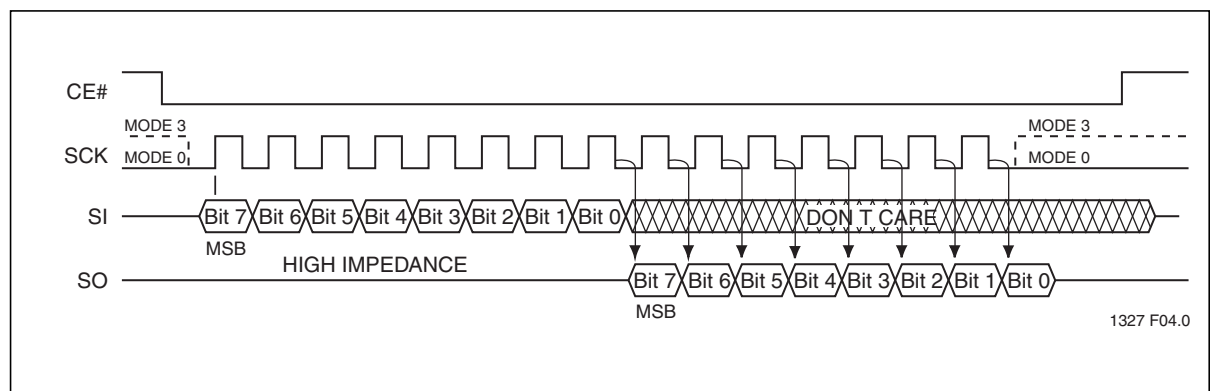 CE#
MODE 3
MODE 3
SCK
MODE 0
MODE 0
SI
Bit 7 Bit 6 Bit 5 Bit 4 Bit 3 Bit 2 Bit 1 Bit 0
DON T CARE
MSB
HIGH IMPEDANCE
SO
Bit 7 Bit 6 Bit 5 Bit 4 Bit 3 Bit 2 Bit 1 Bit 0
MSB
1327 F04.0